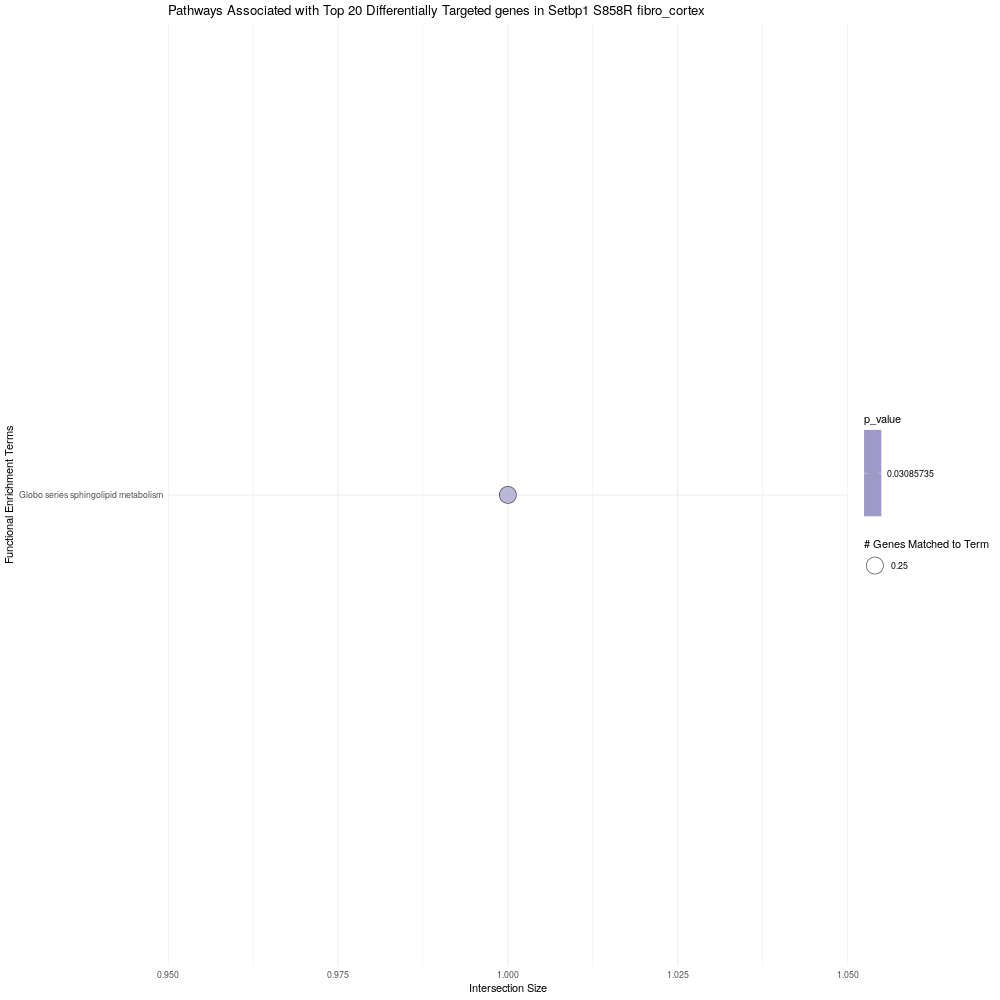 Pathways Associated with Top 20 Differentially Targeted genes in Setbp1 S858R fibro_cortex
Functional Enrichment Terms
Globo series sphingolipid metabolism
p_value
0.03085735
# Genes Matched to Term
0.25
0.950
0.975
1.000
1.025
1.050
Intersection Size